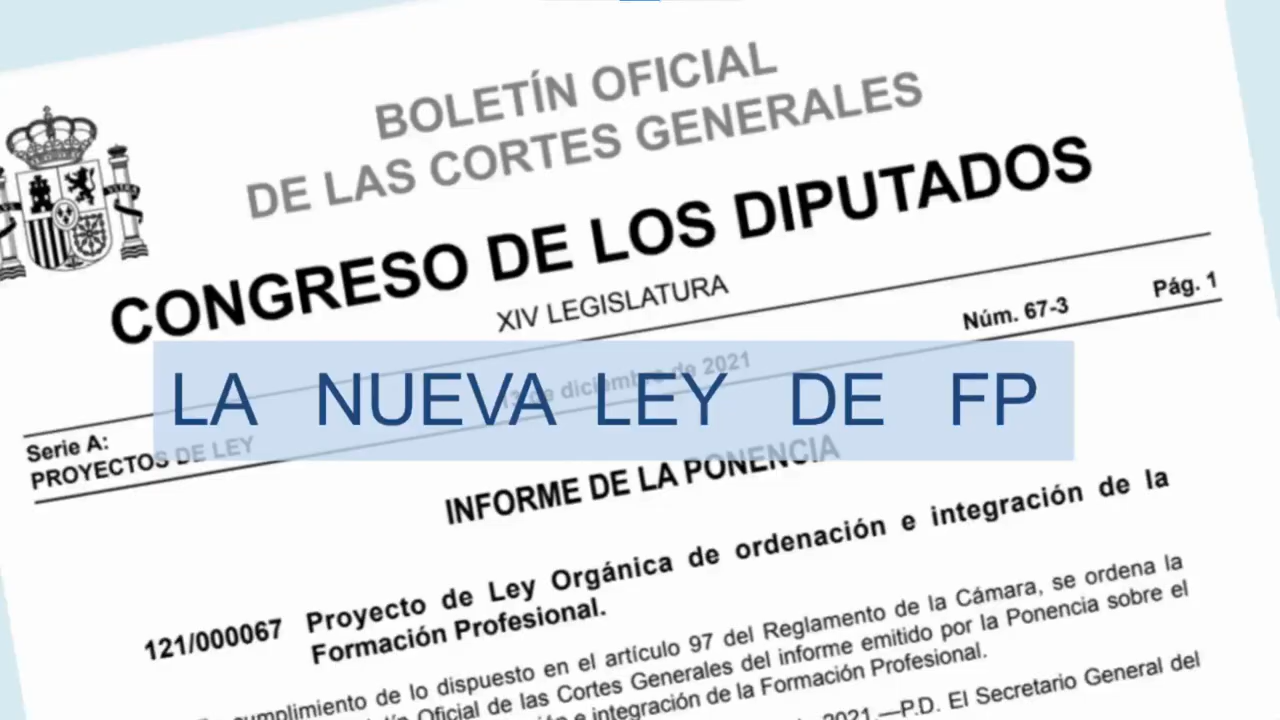 BOLETÍN OFICIAL
DE LAS CORTES GENERALES
CONGRESO DE LOS DIPUTADOS
XIV LEGISLATURA
Serie A:
PROYECTOS DE LEY
13 de diciembre de 2021
Núm. 67-3
Pág. 1
LA NUEVA LEY DE FP
INFORME DE LA PONENCIA
121/000067 Proyecto de Ley Orgánica de ordenación e integración de la
Formación Profesional.
dispuesto en el artículo 97 del Reglamento de la Cámara, se ordena la
Oficial de las Cortes Generales del informe emitido por la Ponencia sobre el
e integración de la Formación Profesional.
2021.—P.D. El Secretario General del